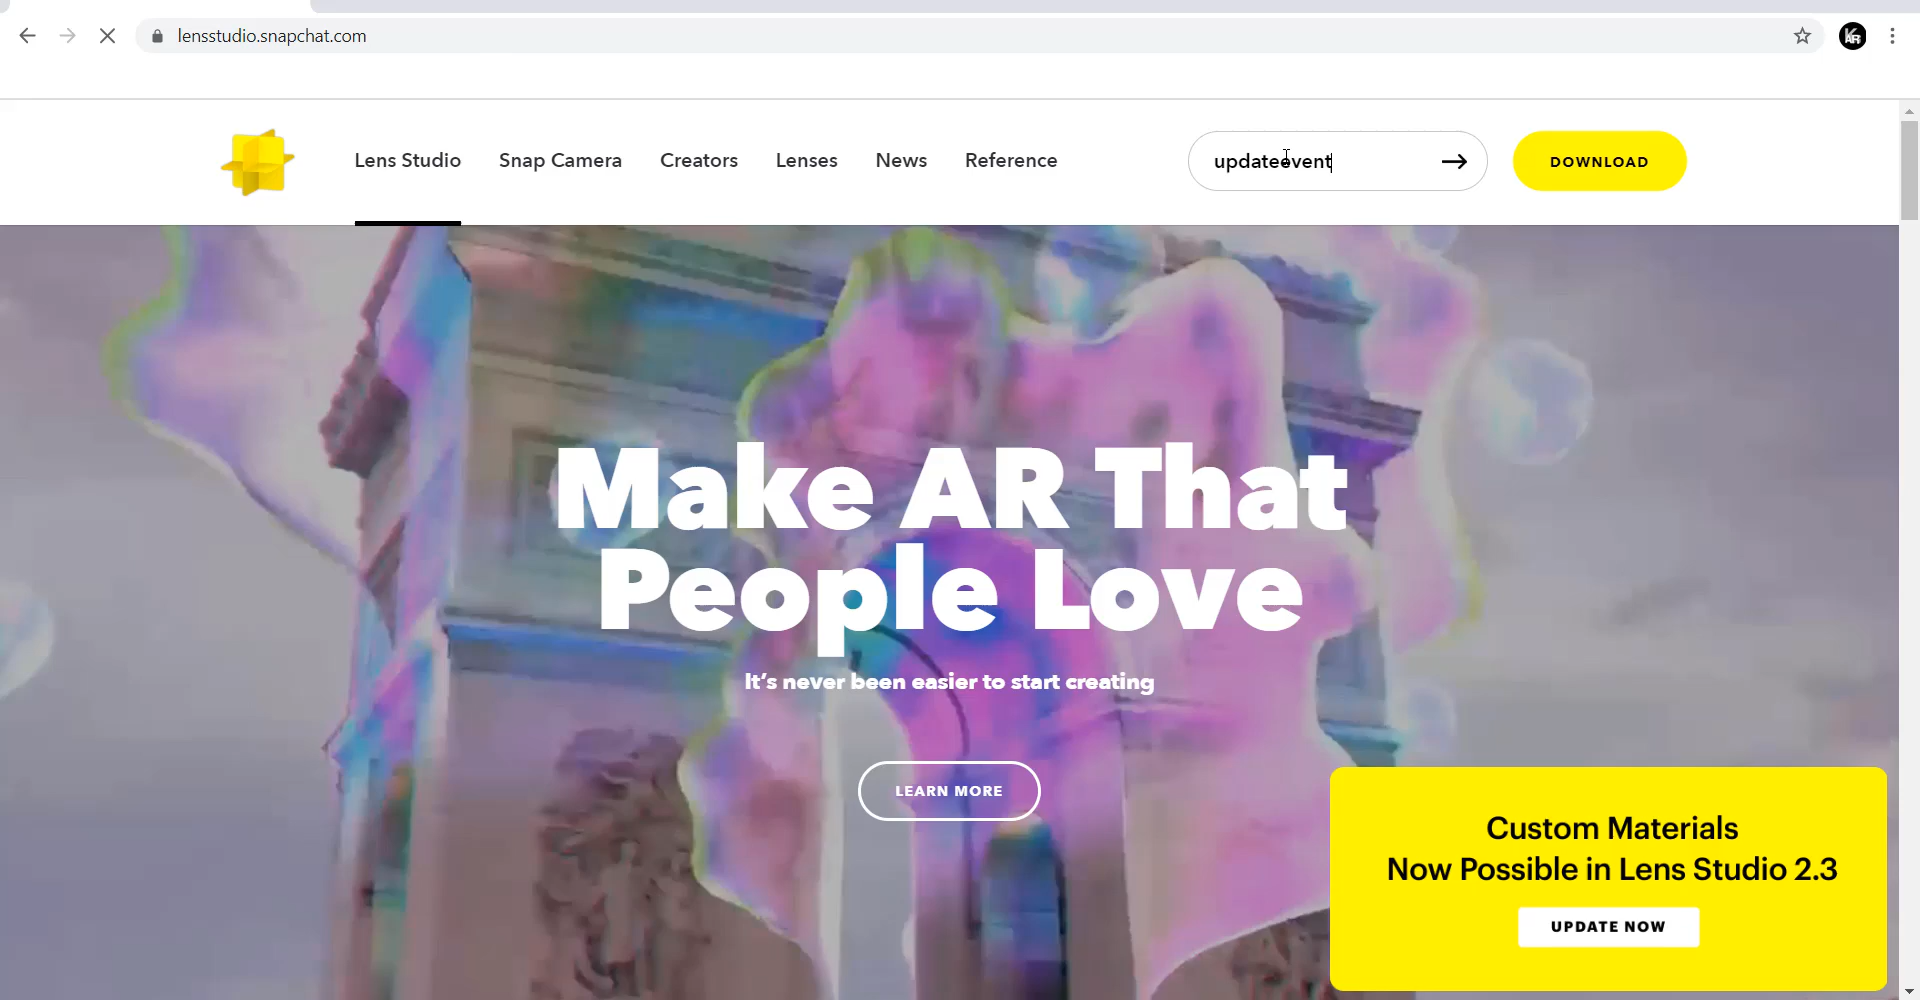 lensstudio.snapchat.com
Lens Studio Snap Camera Creators Lenses News Reference updateevent DOWNLOAD
Make AR That
People Love
It's never been easier to start creating
LEARN MORE
Custom Materials
Now Possible in Lens Studio 2.3
UPDATE NOW